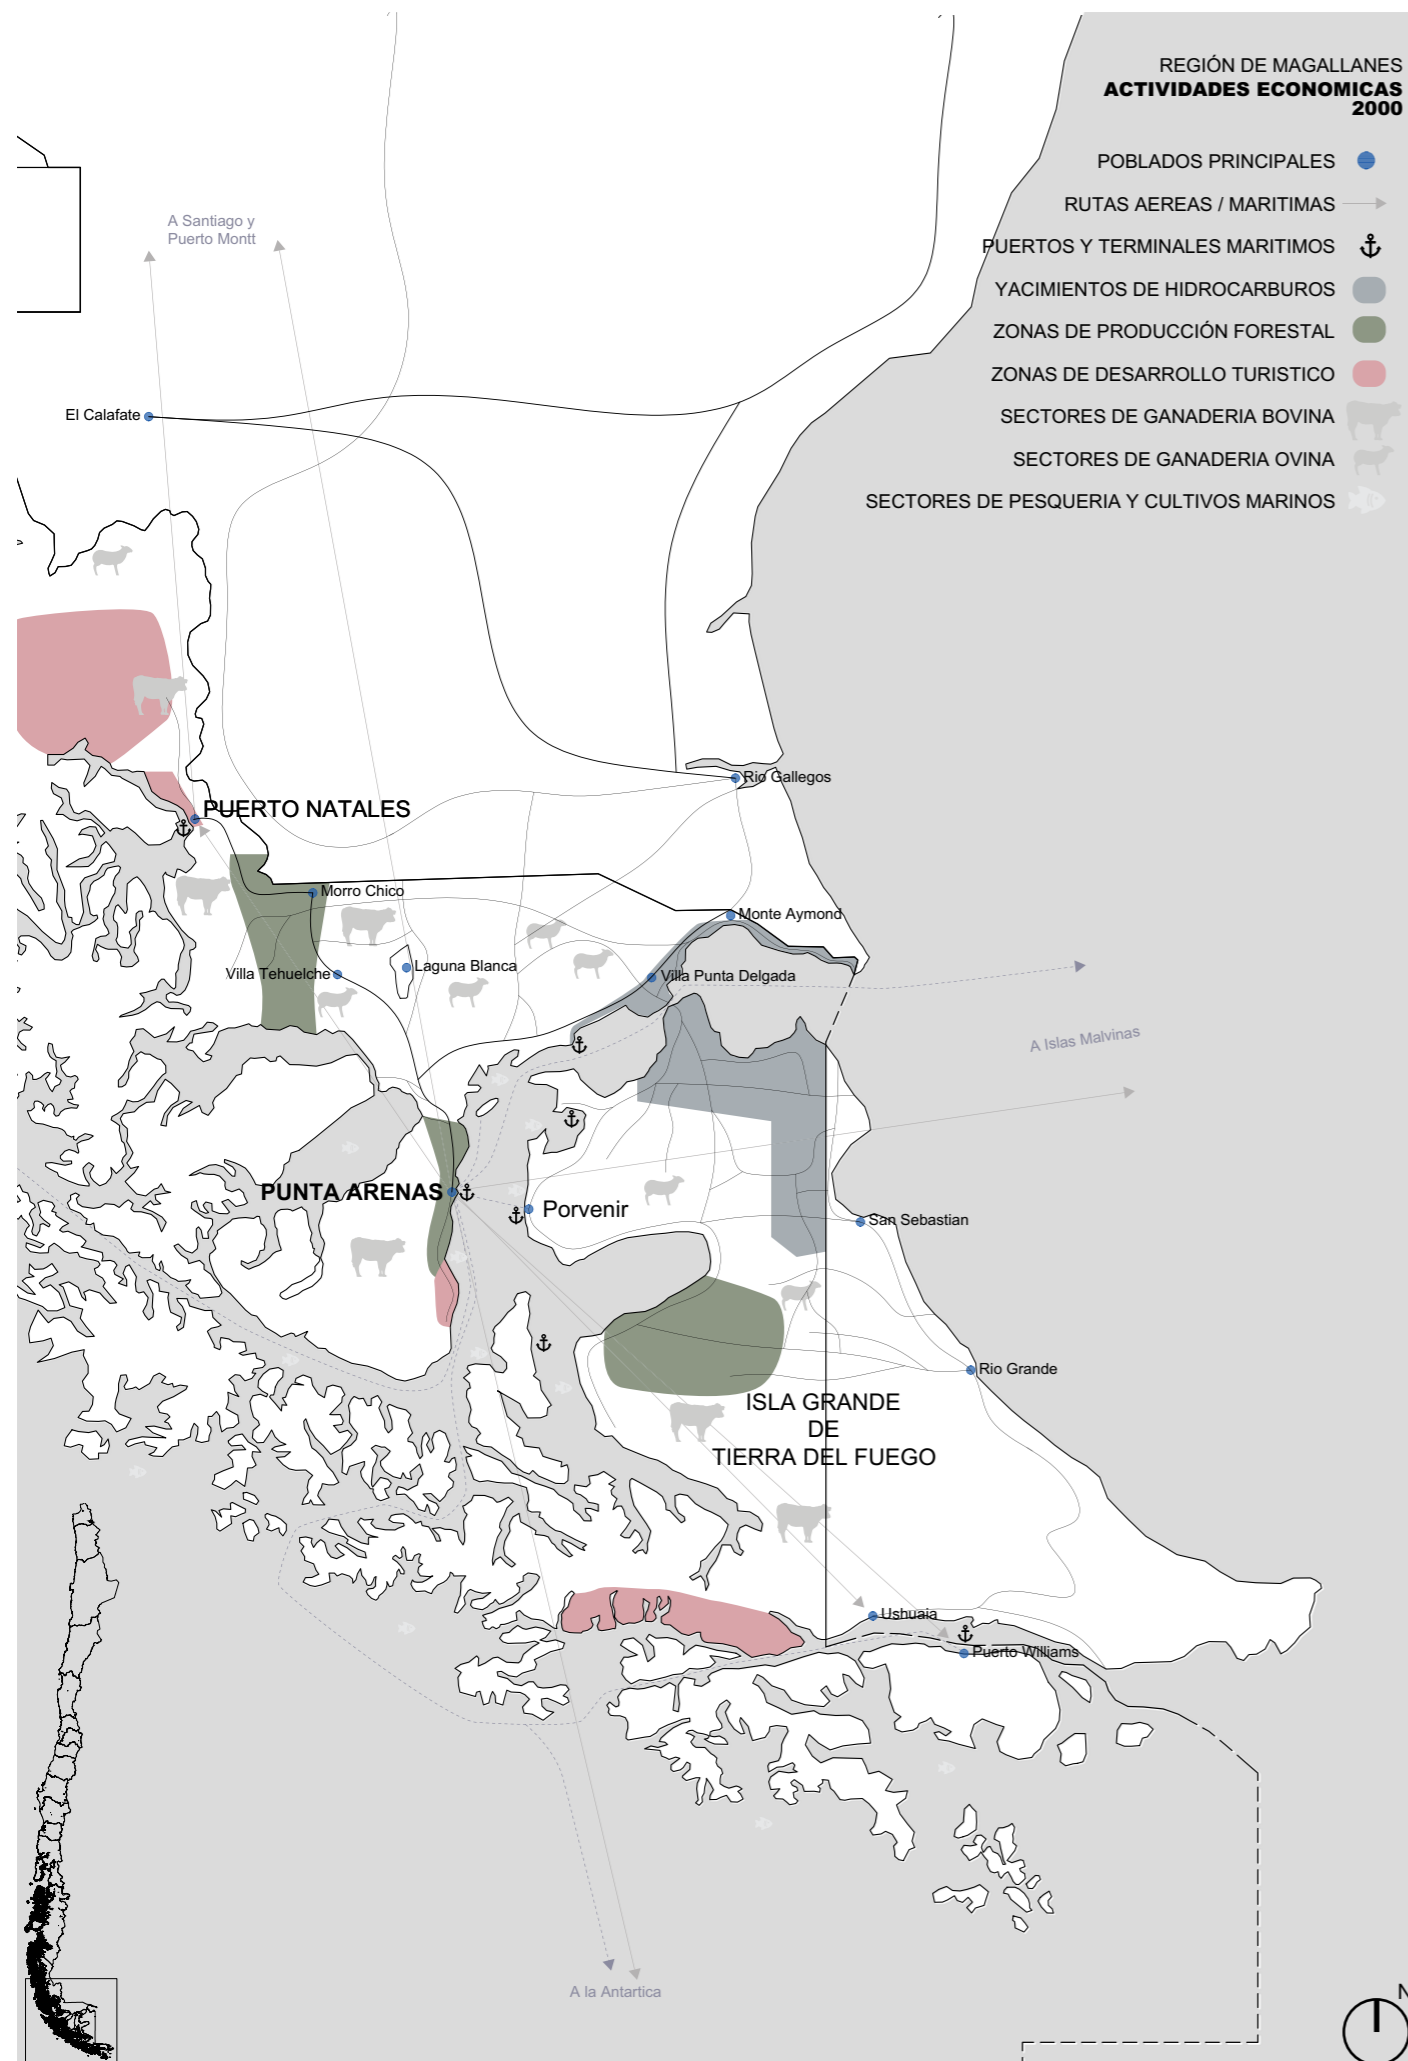 REGIÓN DE MAGALLANES
ACTIVIDADES ECONOMICAS
2000
POBLADOS PRINCIPALES
RUTAS AEREAS / MARITIMAS
PUERTOS Y TERMINALES MARITIMOS
YACIMIENTOS DE HIDROCARBUROS
ZONAS DE PRODUCCIÓN FORESTAL
ZONAS DE DESARROLLO TURISTICO
SECTORES DE GANADERIA BOVINA
SECTORES DE GANADERIA OVINA
SECTORES DE PESQUERIA Y CULTIVOS MARINOS
A Santiago y
Puerto Montt
El Calafate
Rio Gallegos
PUERTO NATALES
Morro Chico
Monte Aymond
Villa Tehuelche
Laguna Blanca
Villa Punta Delgada
A Islas Malvinas
PUNTA ARENAS
Porvenir
San Sebastian
Rio Grande
ISLA GRANDE
DE
TIERRA DEL FUEGO
Ushuaia
Puerto Williams
A la Antartica
N